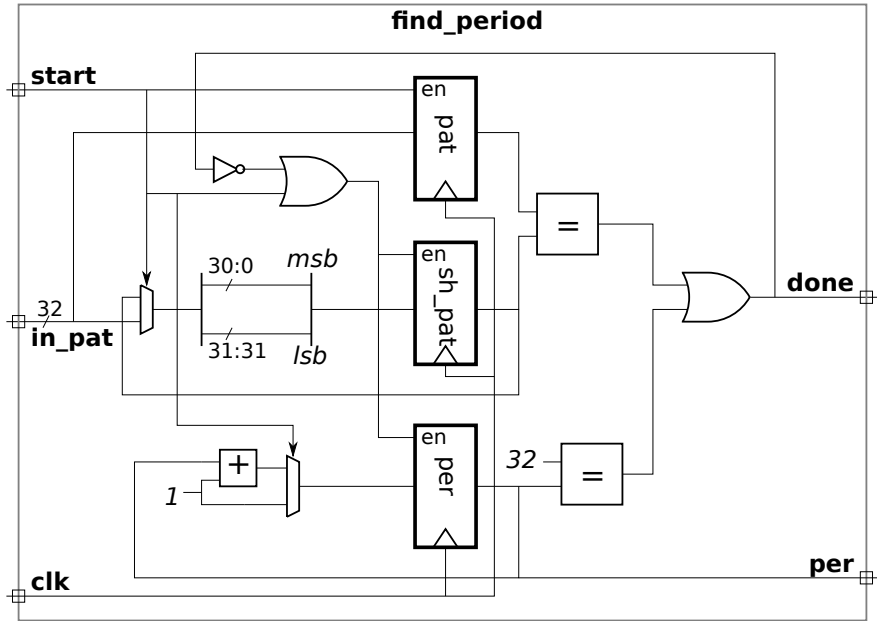 find_period
start
en
pat
=
30:0
msb
en
sh_pat
done
32
in_pat
31:31
lsb
en
per
+
1
32
=
per
clk